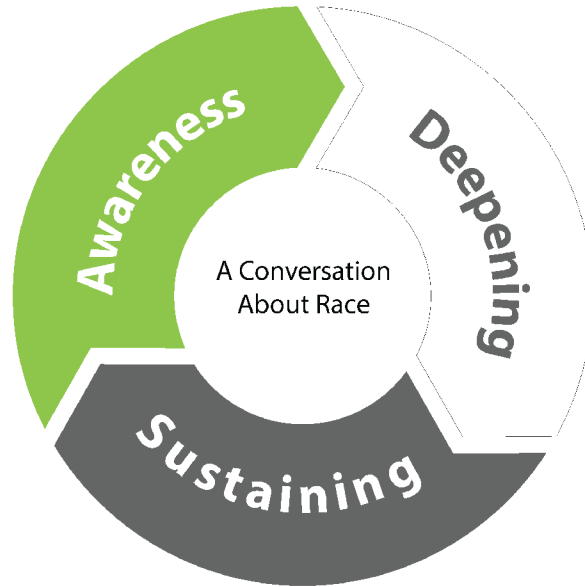 Awareness
Deepening
A Conversation
About Race
Sustaining